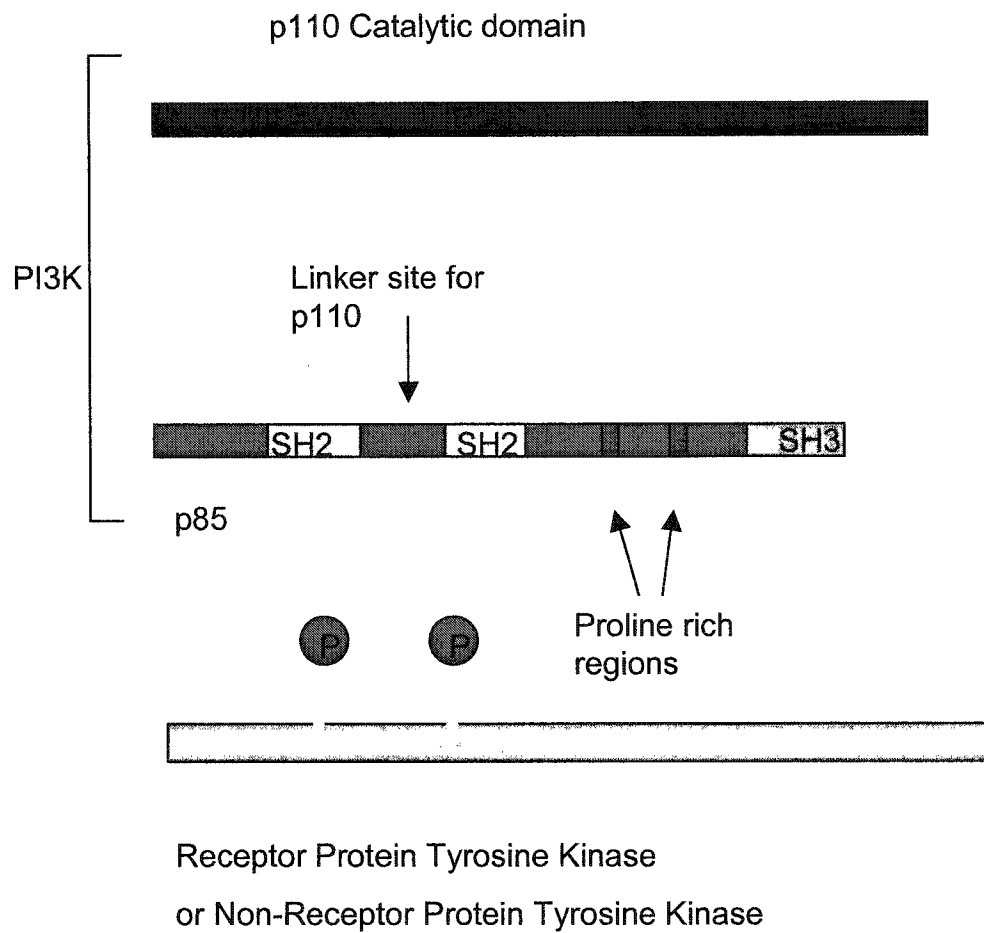 p110 Catalytic domain
PI3K
Linker site for
p110
SH2
SH2
SH3
p85
P
P
Proline rich
regions
Receptor Protein Tyrosine Kinase
or Non-Receptor Protein Tyrosine Kinase